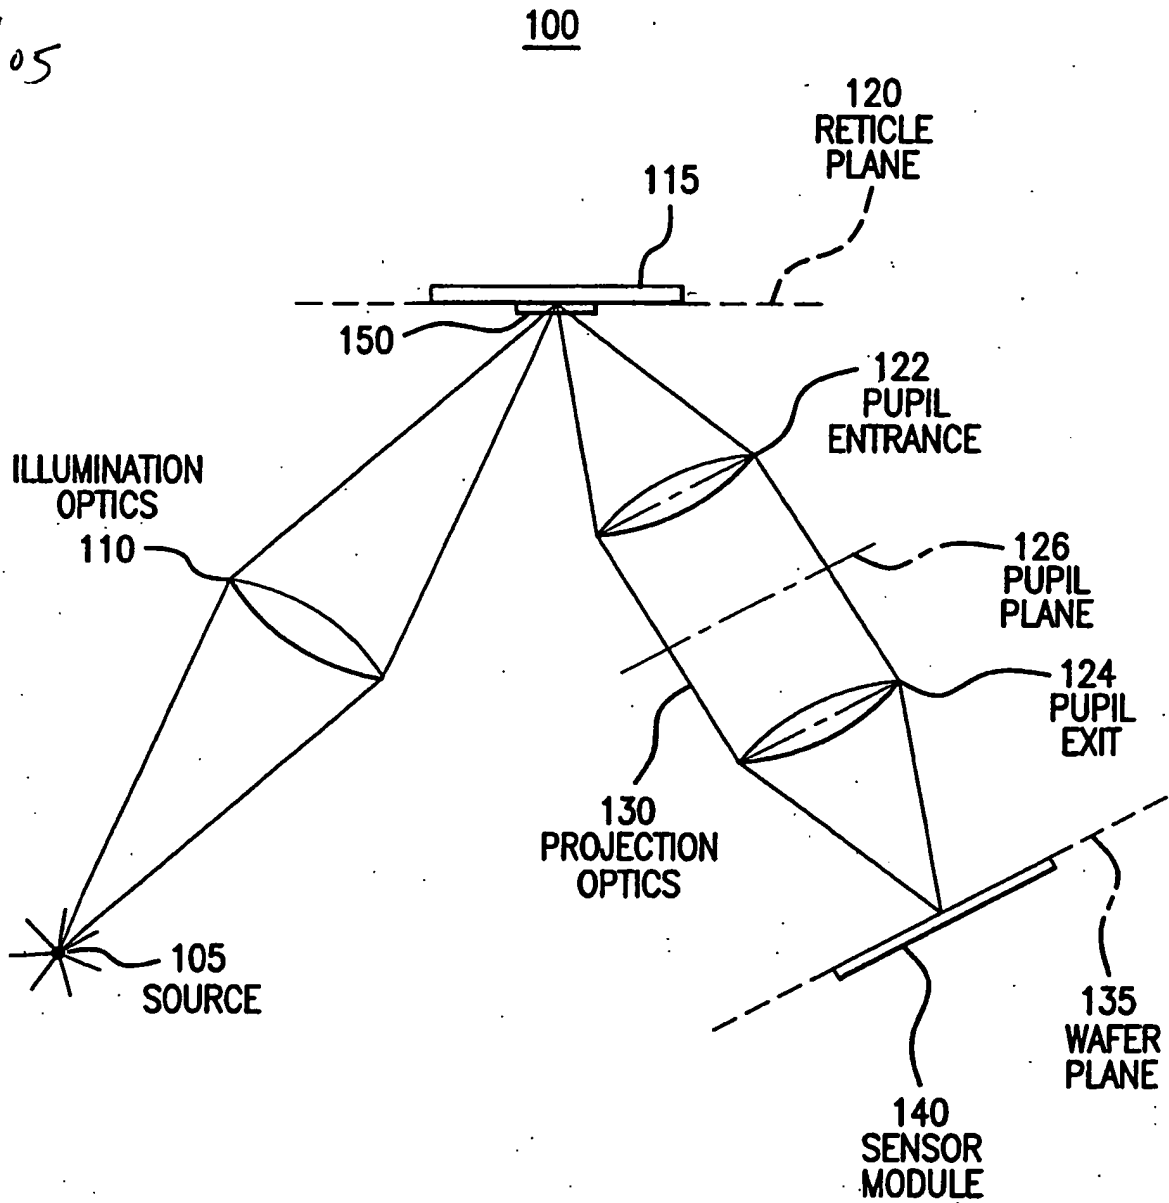 100
05
120
RETICLE
PLANE
115
150
122
PUPIL
ENTRANCE
ILLUMINATION
OPTICS
110
126
PUPIL
PLANE
124
PUPIL
EXIT
130
PROJECTION
OPTICS
105
SOURCE
135
WAFER
PLANE
140
SENSOR
MODULE